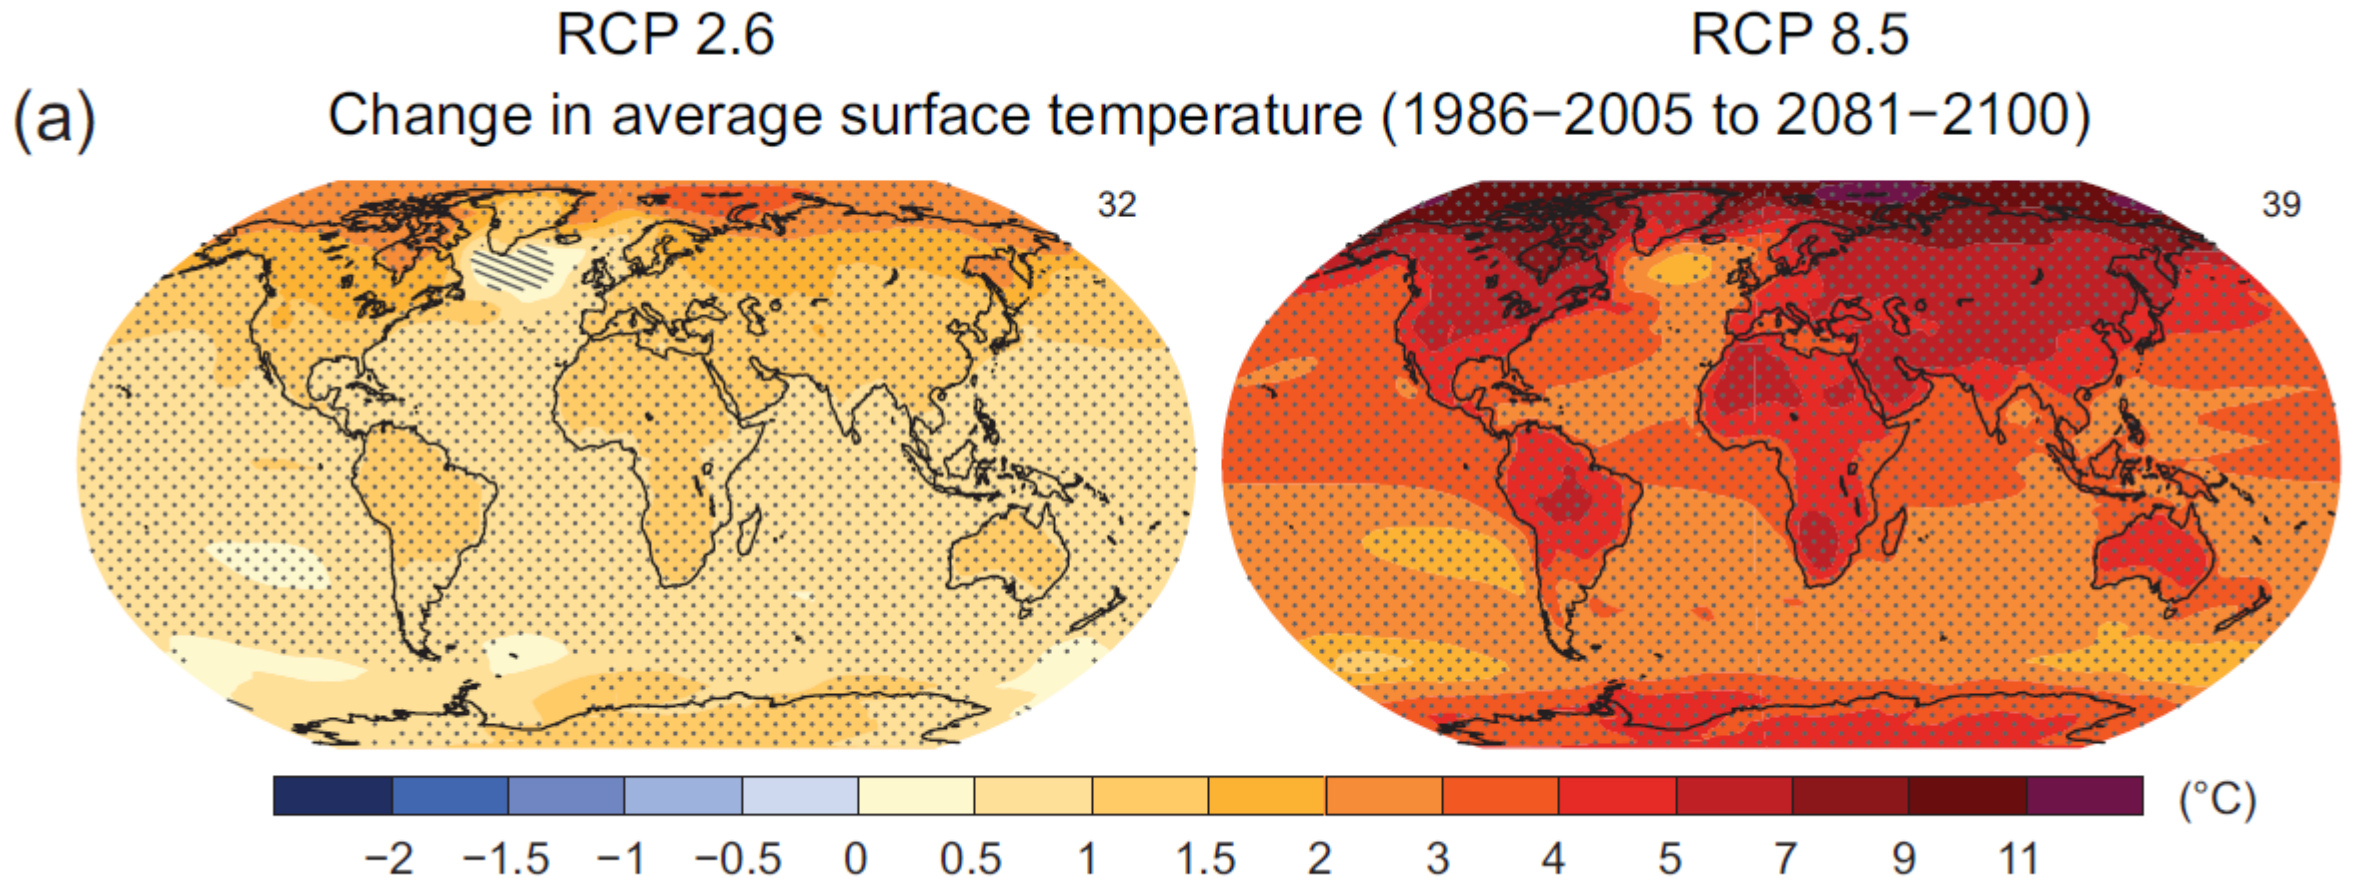 RCP 2.6 RCP 8.5
(a) Change in average surface temperature (1986−2005 to 2081−2100)
32 39
(°C)
−2 −1.5 −1 −0.5 0 0.5 1 1.5 2 3 4 5 7 9 11